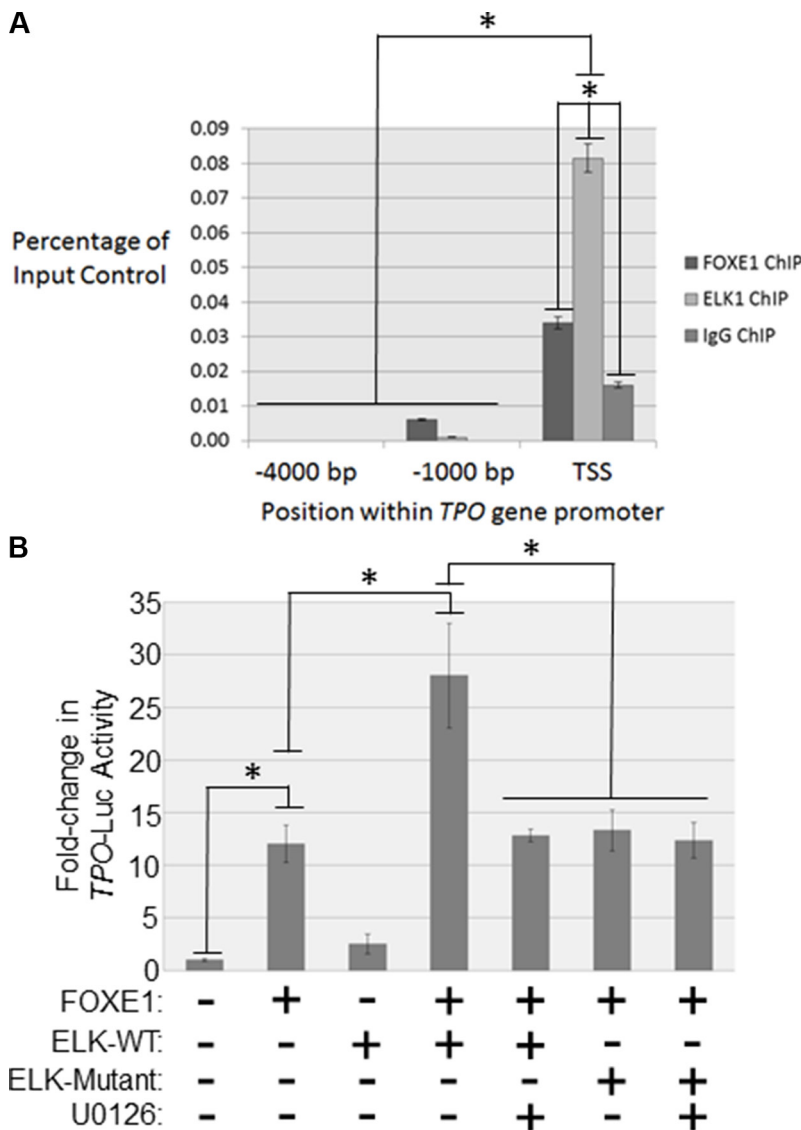 A
*
*
0.09
0.08
0.07
0.06
0.05
0.04
0.03
0.02
0.01
0.00
Percentage of
Input Control
FOXE1 ChIP
ELK1 ChIP
IgG ChIP
-4000 bp -1000 bp TSS
Position within TPO gene promoter
B
*
*
*
35
30
25
20
15
10
5
0
Fold-change in
TPO-Luc Activity
FOXE1: - + - + + + +
ELK-WT: - - + + + - -
ELK-Mutant: - - - - - + +
U0126: - - - - + - +